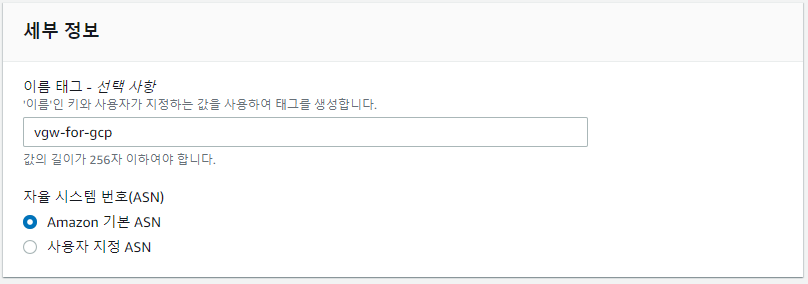 세부 정보
이름 태그 - 선택 사항
'이름'인 키와 사용자가 지정하는 값을 사용하여 태그를 생성합니다.
vgw-for-gcp
값의 길이가 256자 이하여야 합니다.
자율 시스템 번호(ASN)
Amazon 기본 ASN
사용자 지정 ASN